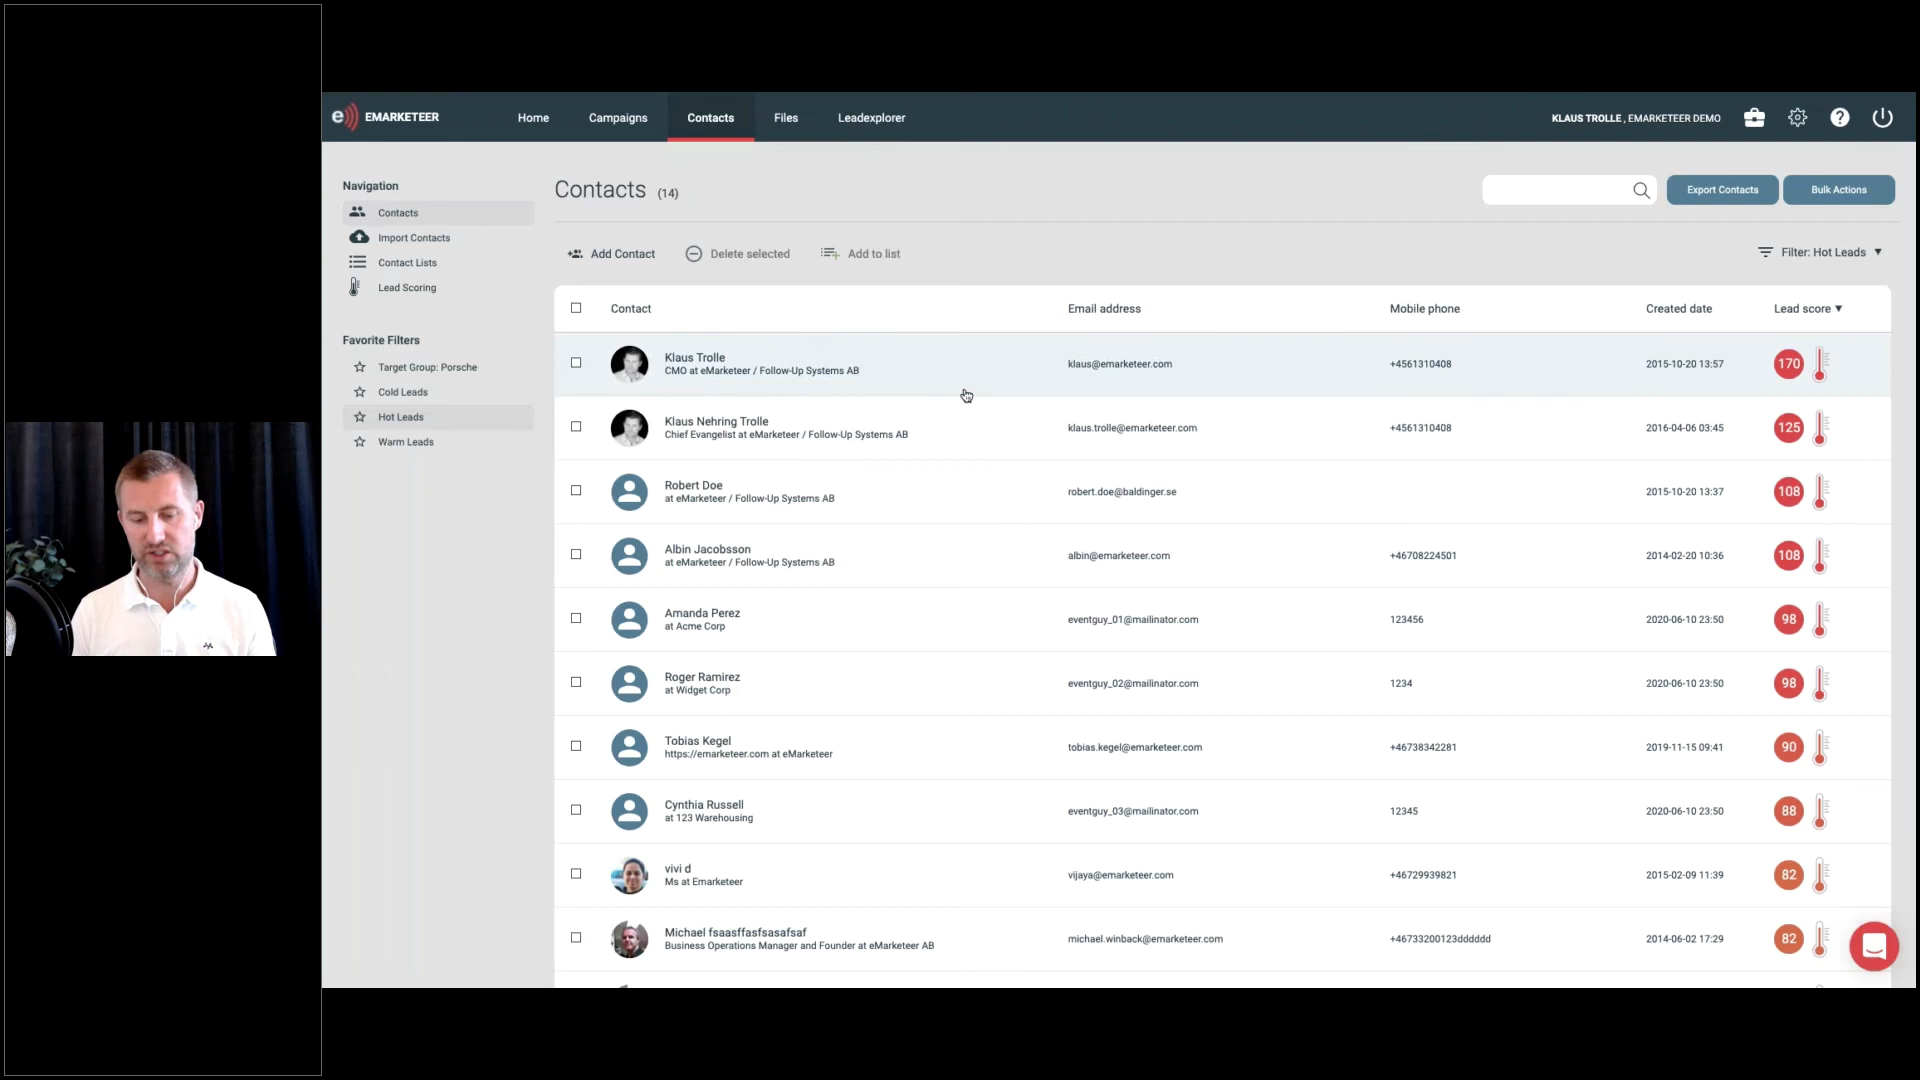 e EMARKETEER
Home
Campaigns
Contacts
Files
Leadexplorer
KLAUS TROLLE , EMARKETEER DEMO
?
Navigation
Contacts
Import Contacts
Contact Lists
Lead Scoring
Favorite Filters
Target Group: Porsche
Cold Leads
Hot Leads
Warm Leads
Contacts (14)
Export Contacts
Bulk Actions
Add Contact
Delete selected
Add to list
Filter: Hot Leads ▼
Contact
Email address
Mobile phone
Created date
Lead score ▼
Klaus Trolle
CMO at eMarketeer / Follow-Up Systems AB
klaus@emarketeer.com
+4561310408
2015-10-20 13:57
170
Klaus Nehring Trolle
Chief Evangelist at eMarketeer / Follow-Up Systems AB
klaus.trolle@emarketeer.com
+4561310408
2016-04-06 03:45
125
Robert Doe
at eMarketeer / Follow-Up Systems AB
robert.doe@baldinger.se
2015-10-20 13:37
108
Albin Jacobsson
at eMarketeer / Follow-Up Systems AB
albin@emarketeer.com
+46708224501
2014-02-20 10:36
108
Amanda Perez
at Acme Corp
eventguy_01@mailinator.com
123456
2020-06-10 23:50
98
Roger Ramirez
at Widget Corp
eventguy_02@mailinator.com
1234
2020-06-10 23:50
98
Tobias Kegel
https://emarketeer.com at eMarketeer
tobias.kegel@emarketeer.com
+46738342281
2019-11-15 09:41
90
Cynthia Russell
at 123 Warehousing
eventguy_03@mailinator.com
12345
2020-06-10 23:50
88
vivi d
Ms at Emarketeer
vijaya@emarketeer.com
+46729939821
2015-02-09 11:39
82
Michael fsaasffasfsasafsaf
Business Operations Manager and Founder at eMarketeer AB
michael.winback@emarketeer.com
+46733200123dddddd
2014-06-02 17:29
82